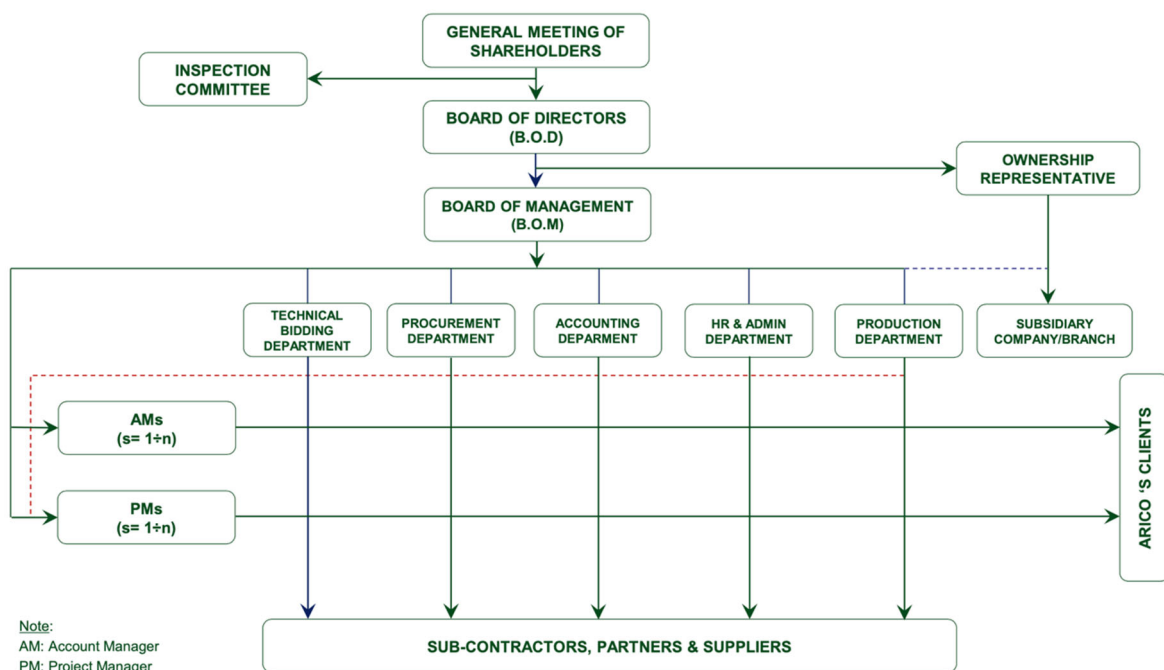 GENERAL MEETING OF
SHAREHOLDERS
INSPECTION
COMMITTEE
BOARD OF DIRECTORS
(B.O.D)
OWNERSHIP
REPRESENTATIVE
BOARD OF MANAGEMENT
(B.O.M)
TECHNICAL
BIDDING
DEPARTMENT
PROCUREMENT
DEPARTMENT
ACCOUNTING
DEPARMENT
HR & ADMIN
DEPARTMENT
PRODUCTION
DEPARTMENT
SUBSIDIARY
COMPANY/BRANCH
AMs
(s= 1÷n)
PMs
(s= 1÷n)
ARICO ‘S CLIENTS
SUB-CONTRACTORS, PARTNERS & SUPPLIERS
Note:
AM: Account Manager
PM: Project Manager